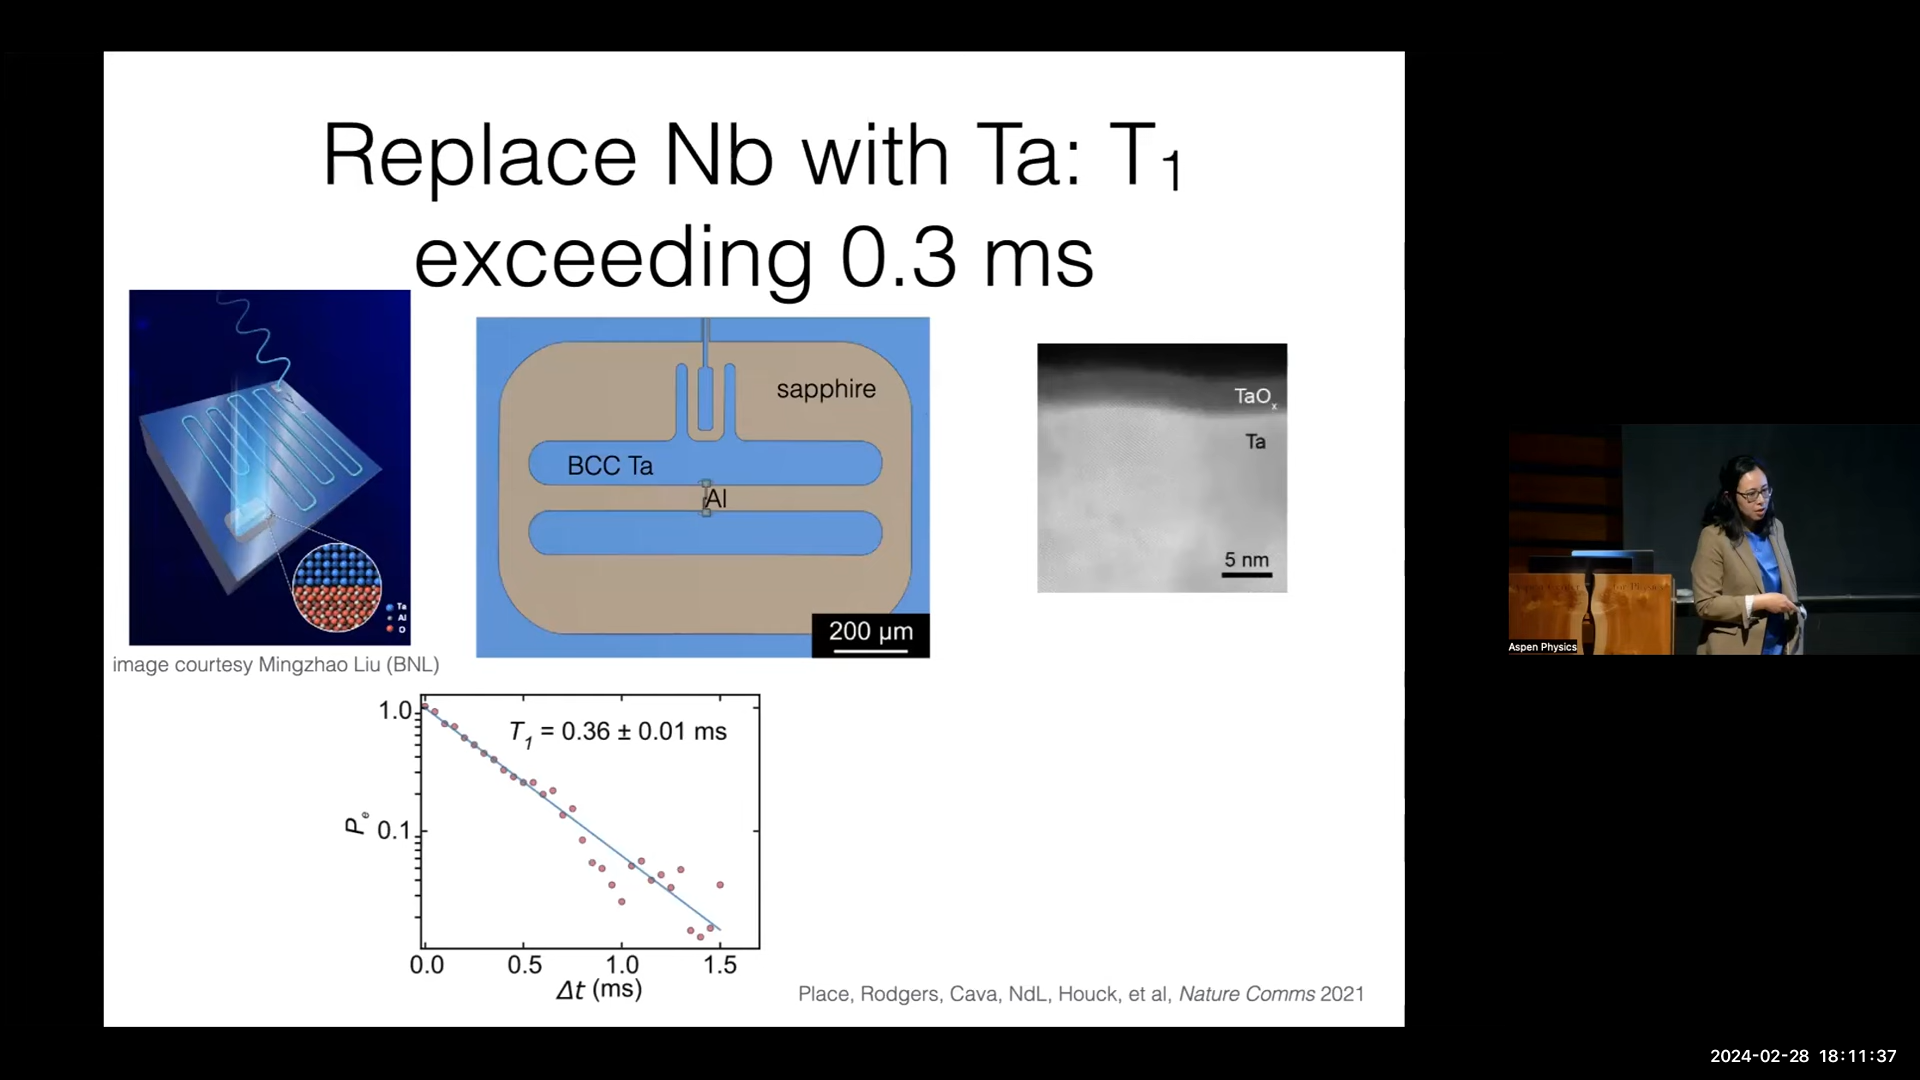 Replace Nb with Ta: T₁
exceeding 0.3 ms
Ta
Al
O
image courtesy Mingzhao Liu (BNL)
sapphire
BCC Ta
Al
200 μm
TaOₓ
Ta
5 nm
T₁ = 0.36 ± 0.01 ms
Pₑ
1.0
0.1
0.0 0.5 1.0 1.5
Δt (ms)
Place, Rodgers, Cava, NdL, Houck, et al, Nature Comms 2021
Aspen Physics
2024-02-28 18:11:37